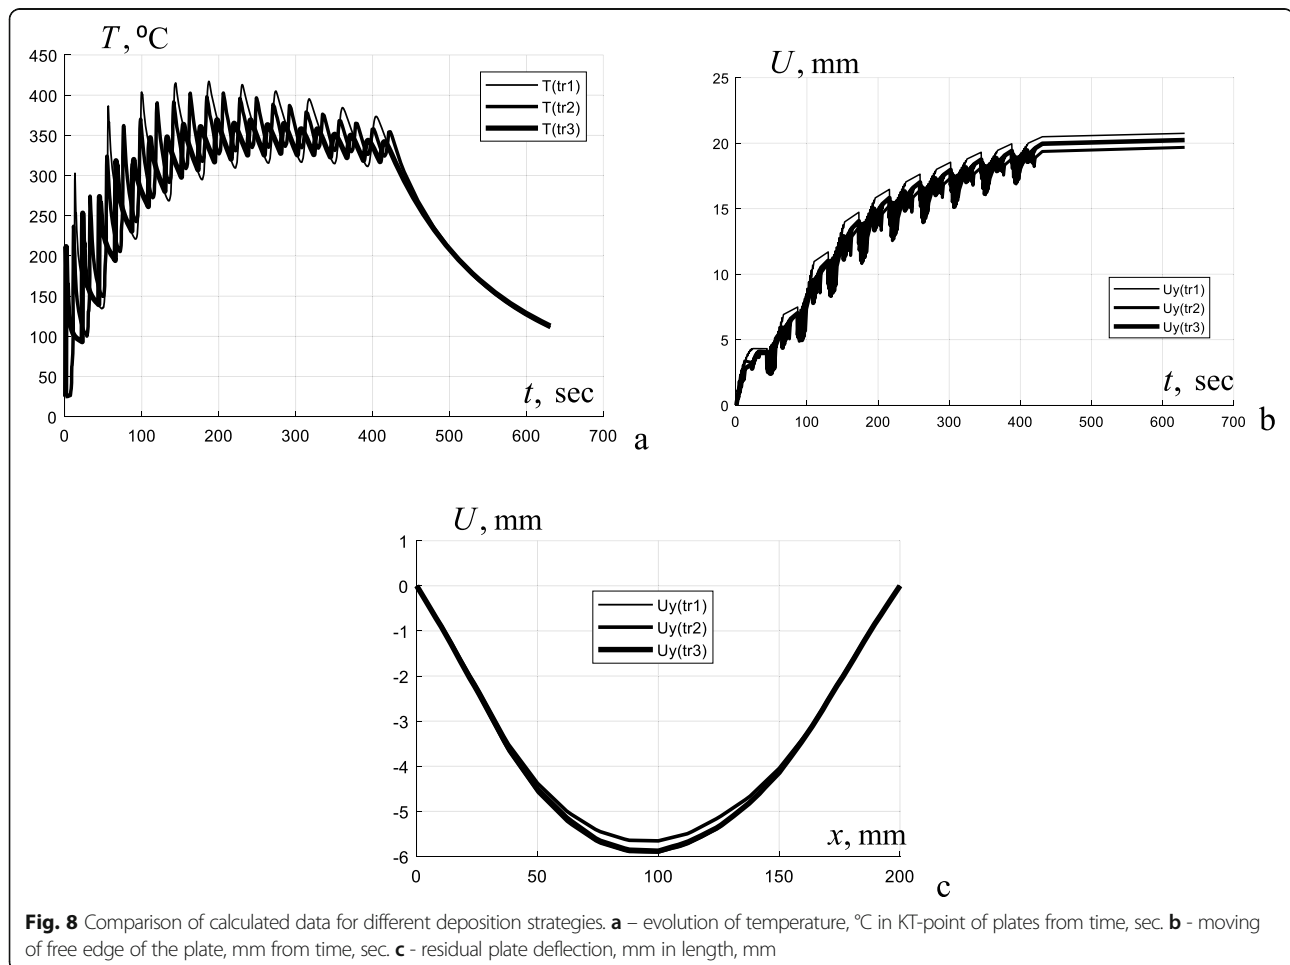 T, ºC
450
400
350
300
250
200
150
100
50
0
0 100 200 300 400 500 600 700
T(tr1)
T(tr2)
T(tr3)
t, sec
a
U, mm
25
20
15
10
5
0
0 100 200 300 400 500 600 700
Uy(tr1)
Uy(tr2)
Uy(tr3)
t, sec
b
U, mm
1
0
-1
-2
-3
-4
-5
-6
0 50 100 150 200
Uy(tr1)
Uy(tr2)
Uy(tr3)
x, mm
c
Fig. 8 Comparison of calculated data for different deposition strategies. a – evolution of temperature, °C in KT-point of plates from time, sec. b - moving
of free edge of the plate, mm from time, sec. c - residual plate deflection, mm in length, mm